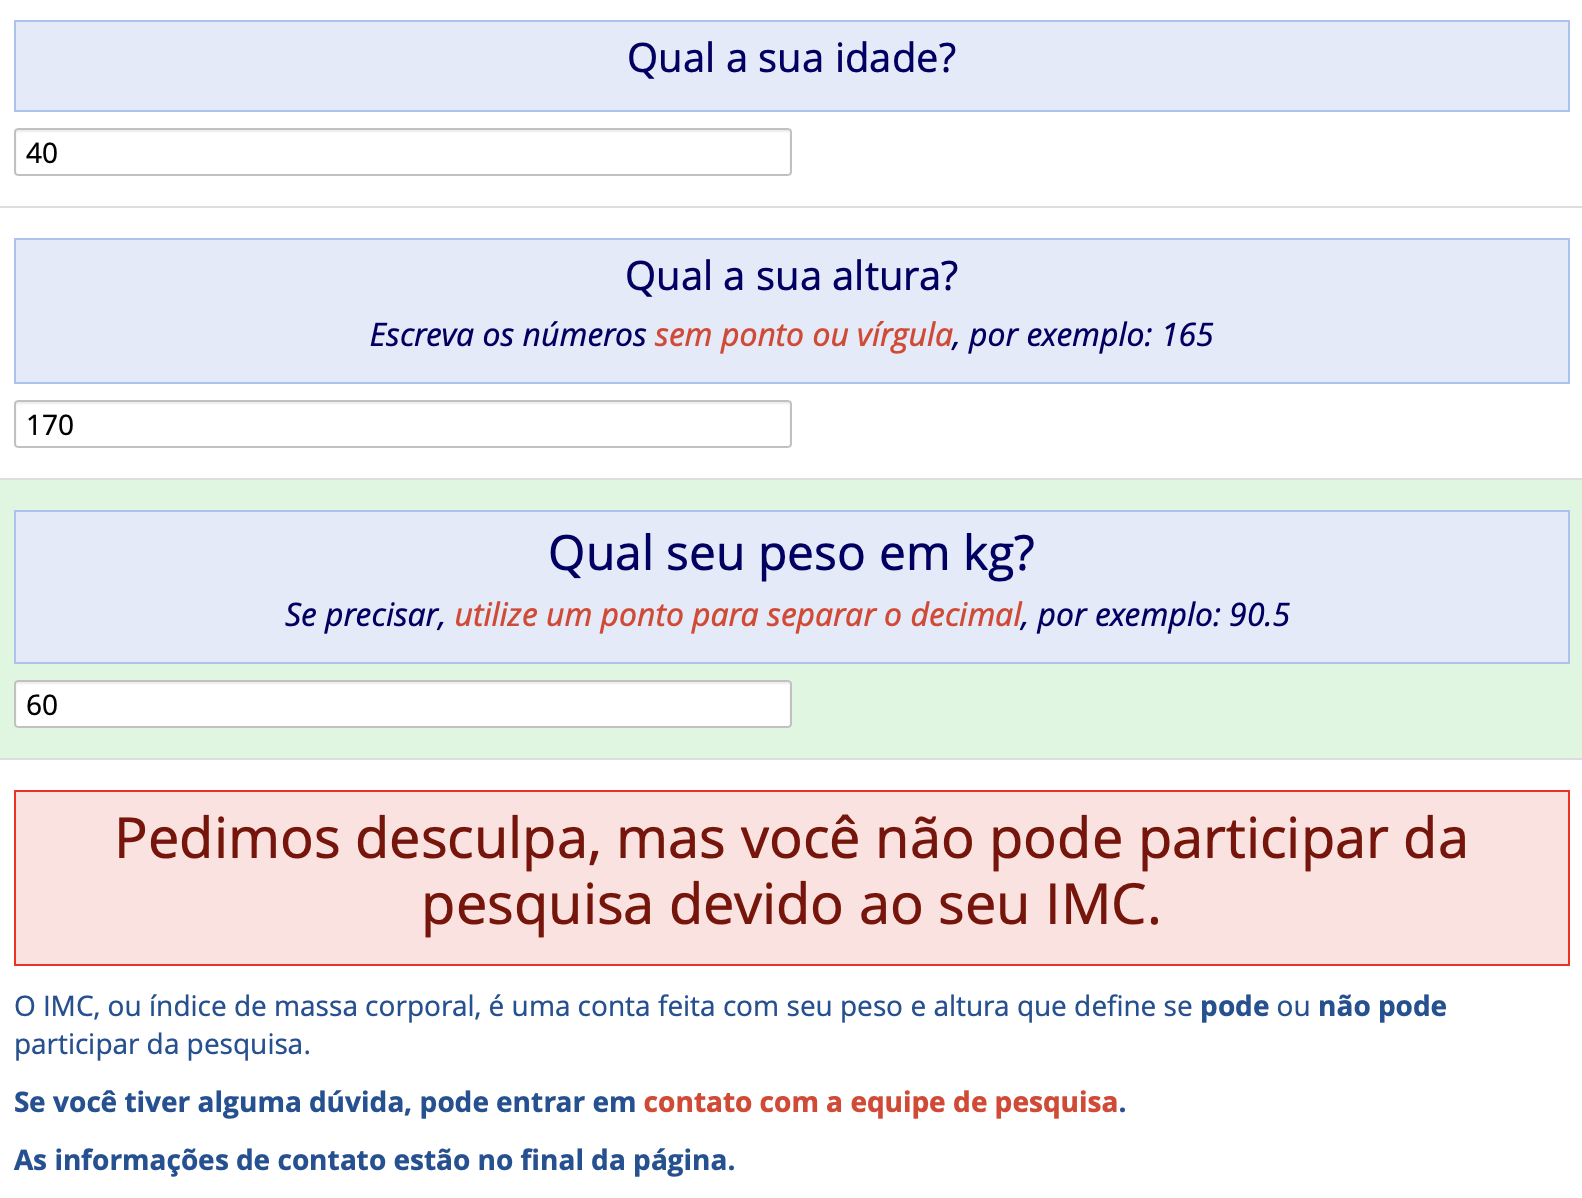 Qual a sua idade?
40
Qual a sua altura?
Escreva os números sem ponto ou vírgula, por exemplo: 165
170
Qual seu peso em kg?
Se precisar, utilize um ponto para separar o decimal, por exemplo: 90.5
60
Pedimos desculpa, mas você não pode participar da
pesquisa devido ao seu IMC.
O IMC, ou índice de massa corporal, é uma conta feita com seu peso e altura que define se pode ou não pode
participar da pesquisa.
Se você tiver alguma dúvida, pode entrar em contato com a equipe de pesquisa.
As informações de contato estão no final da página.